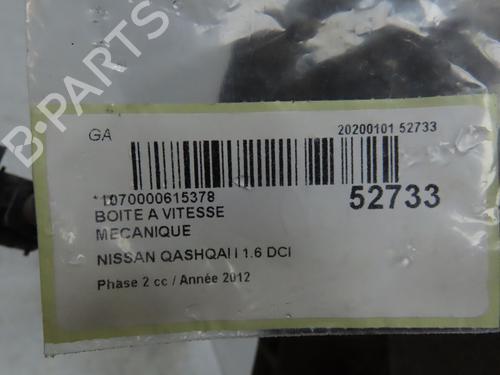 B-PARTS
GA
20200101 52733
*1070000615378
52733
BOITE A VITESSE
MECANIQUE
NISSAN QASHQAI I 1.6 DCI
Phase 2 cc / Année 2012